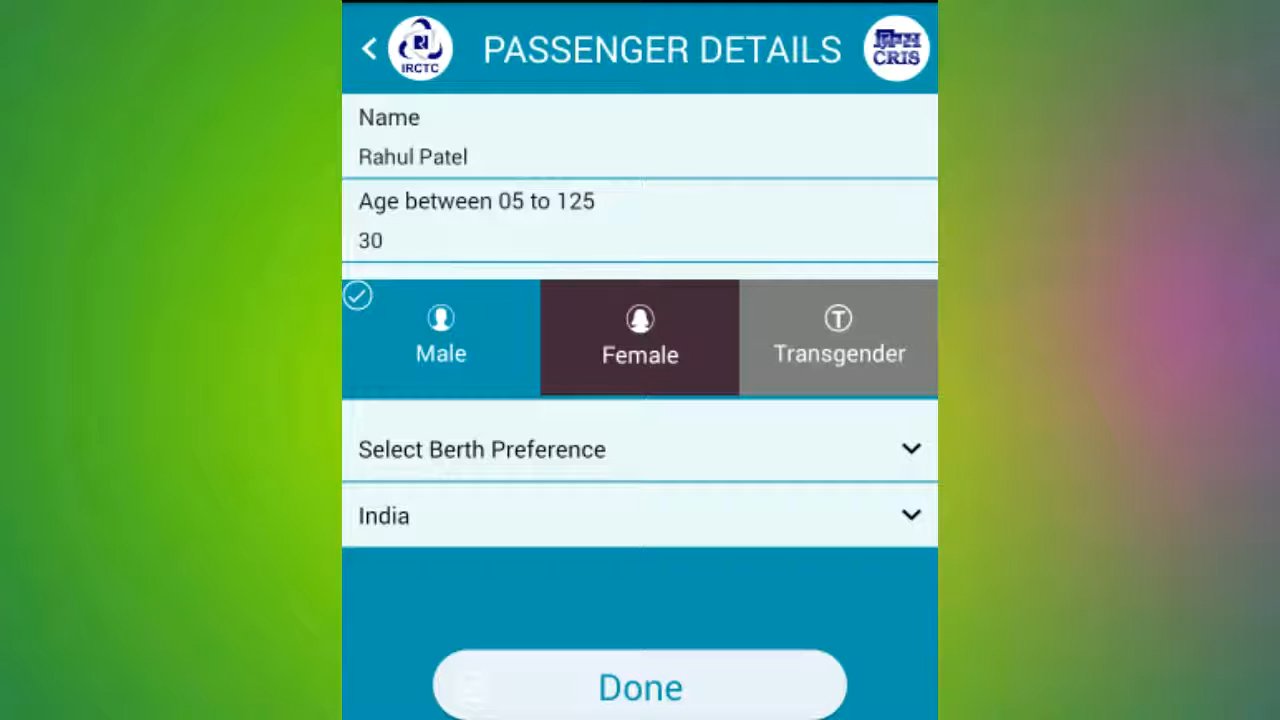 IRCTC
PASSENGER DETAILS
CRIS
Name
Rahul Patel
Age between 05 to 125
30
Male
Female
T
Transgender
Select Berth Preference
India
Done